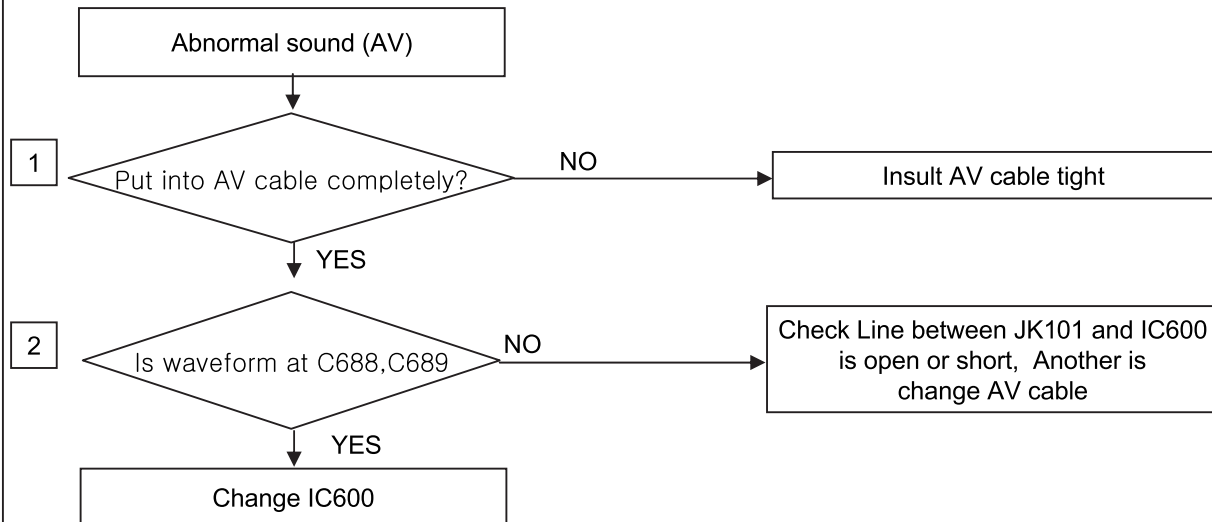 Abnormal sound (AV)
1
Put into AV cable completely?
NO
Insult AV cable tight
YES
2
Is waveform at C688,C689
NO
Check Line between JK101 and IC600
is open or short, Another is
change AV cable
YES
Change IC600